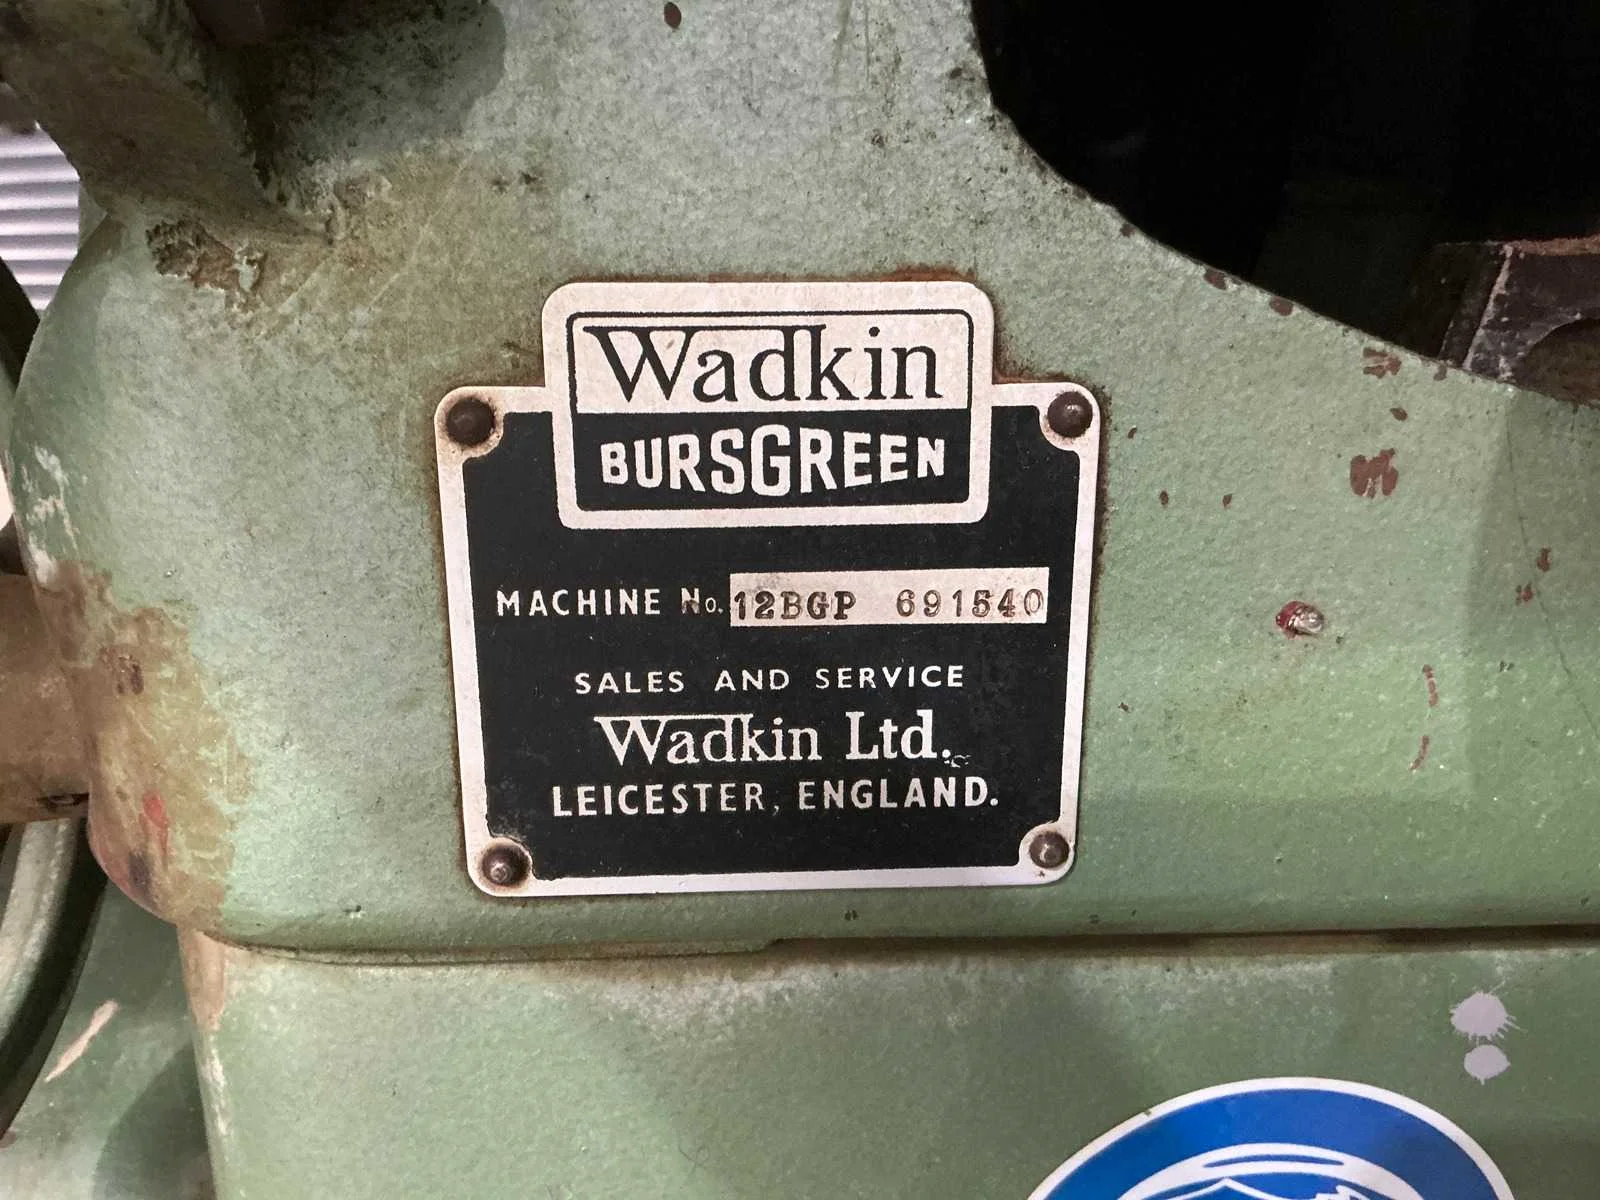 Wadkin
BURSGREEN
MACHINE No. 12BGP 691540
SALES AND SERVICE
Wadkin Ltd.
LEICESTER, ENGLAND.